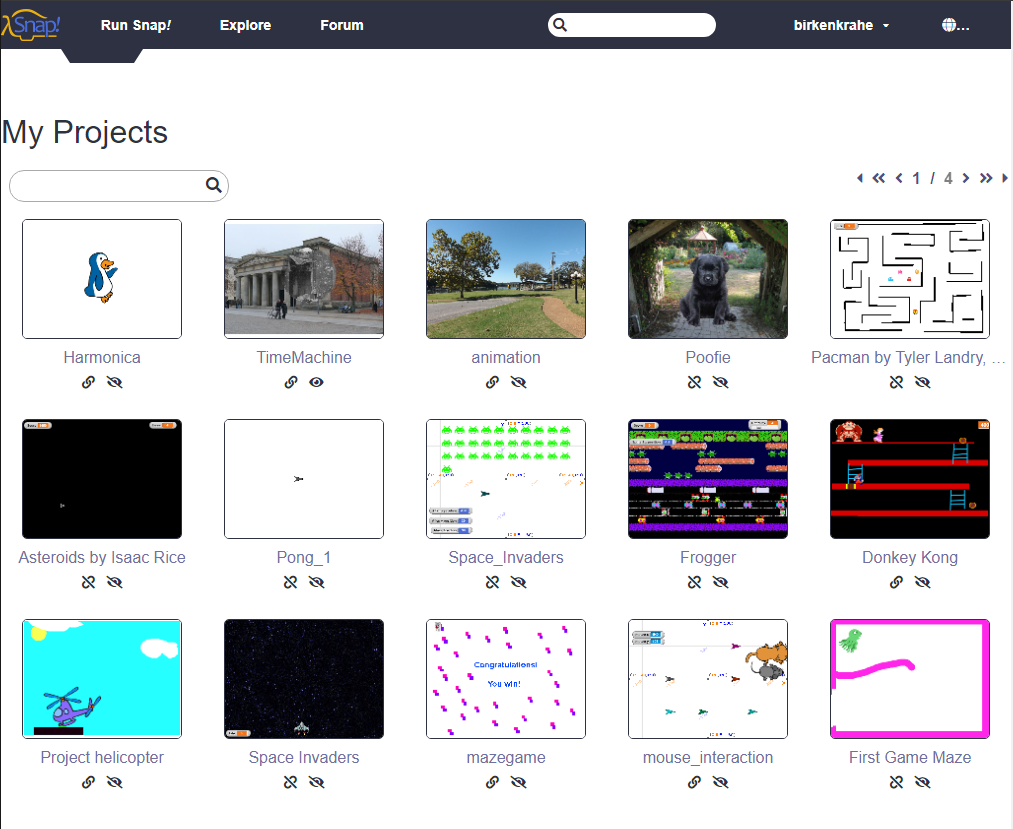 λSnap!
Run Snap!
Explore
Forum
birkenkrahe
...
My Projects
1 / 4
Harmonica
TimeMachine
animation
Poofie
Pacman by Tyler Landry, ...
Asteroids by Isaac Rice
Pong_1
Space_Invaders
Frogger
Donkey Kong
Congratulations!
You win!
Project helicopter
Space Invaders
mazegame
mouse_interaction
First Game Maze